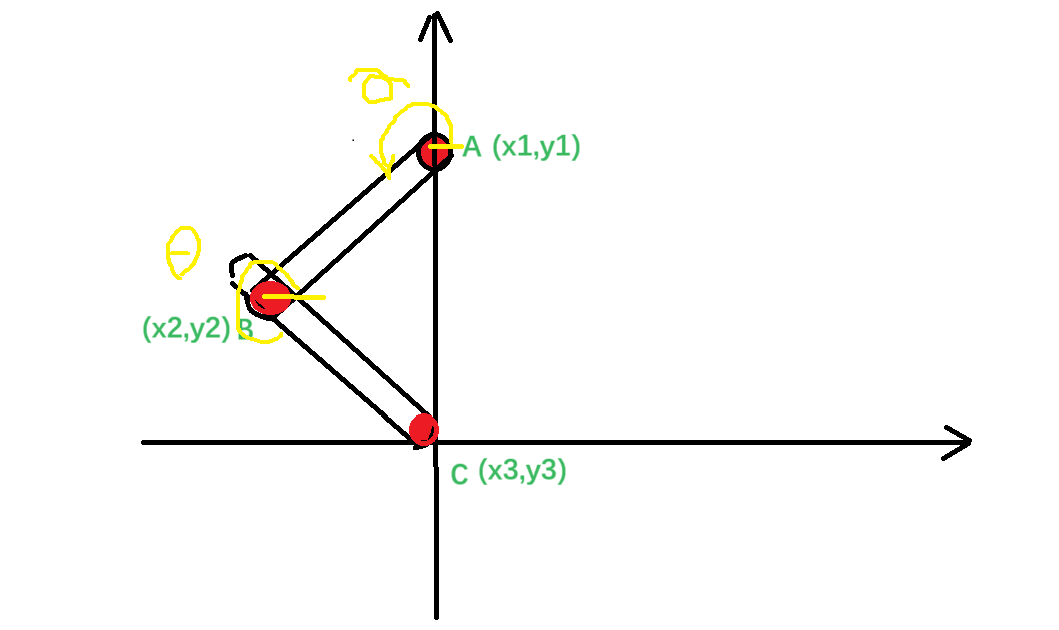 A (x1,y1)
θ
(x2,y2) B
C (x3,y3)